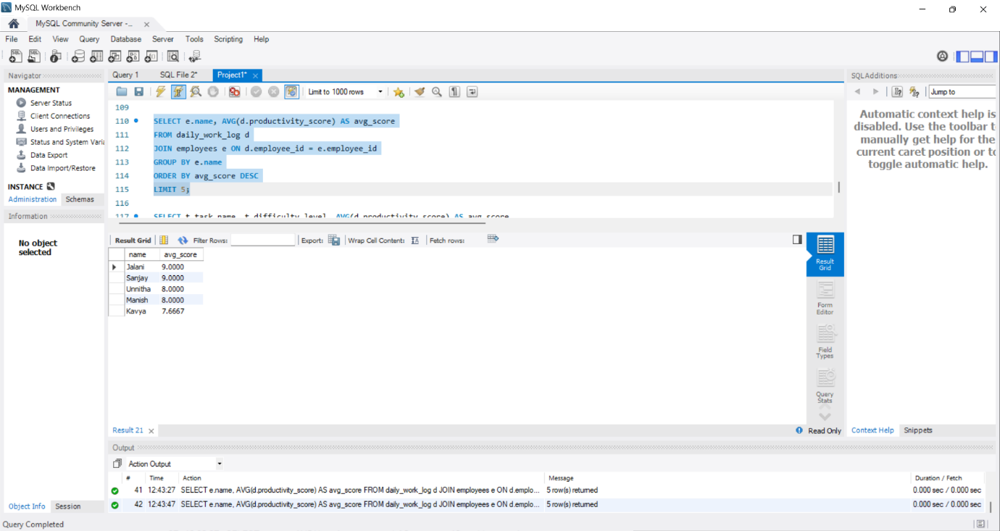 MySQL Workbench
MySQL Community Server -...
File Edit View Query Database Server Tools Scripting Help
Navigator
MANAGEMENT
Server Status
Client Connections
Users and Privileges
Status and System Varia
Data Export
Data Import/Restore
INSTANCE
Administration Schemas
Information
No object
selected
Object Info Session
Query 1 SQL File 2* Project1*
Limit to 1000 rows
109
110 SELECT e.name, AVG(d.productivity_score) AS avg_score
111 FROM daily_work_log d
112 JOIN employees e ON d.employee_id = e.employee_id
113 GROUP BY e.name
114 ORDER BY avg_score DESC
115 LIMIT 5;
116
117 SELECT t.task_name, t.difficulty_level, AVG(d.productivity_score) AS avg_score
Result Grid Filter Rows: Export: Wrap Cell Content: Fetch rows:
name avg_score
Jalani 9.0000
Sanjay 9.0000
Unnitha 8.0000
Manish 8.0000
Kavya 7.6667
Result
Grid
Form
Editor
Field
Types
Query
Stats
Result 21
Read Only
SQLAdditions
Jump to
Automatic context help is
disabled. Use the toolbar t
manually get help for the
current caret position or to
toggle automatic help.
Context Help Snippets
Output
Action Output
# Time Action Message Duration / Fetch
41 12:43:27 SELECT e.name, AVG(d.productivity_score) AS avg_score FROM daily_work_log d JOIN employees e ON d.emplo... 5 row(s) returned 0.000 sec / 0.000 sec
42 12:43:47 SELECT e.name, AVG(d.productivity_score) AS avg_score FROM daily_work_log d JOIN employees e ON d.emplo... 5 row(s) returned 0.000 sec / 0.000 sec
Query Completed